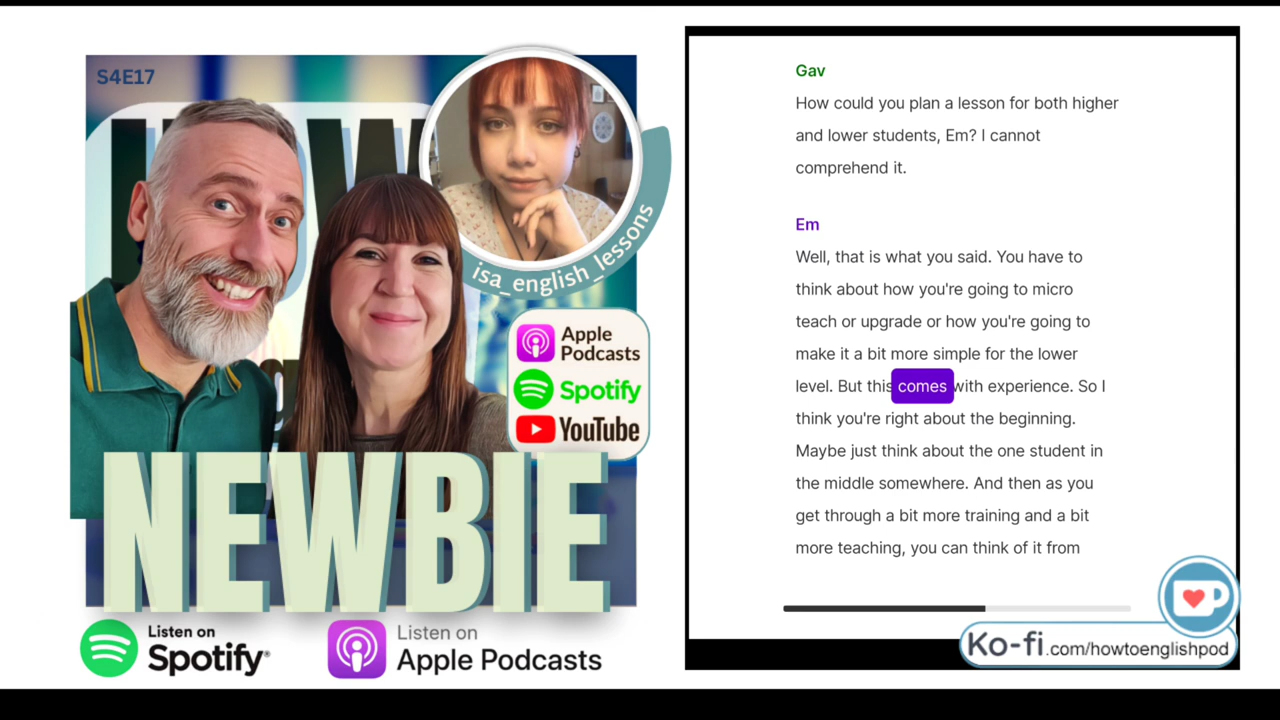 S4E17
isa_english_lessons
Apple
Podcasts
Spotify
YouTube
NEWBIE
Listen on
Spotify®
Listen on
Apple Podcasts
Gav
How could you plan a lesson for both higher
and lower students, Em? I cannot
comprehend it.
Em
Well, that is what you said. You have to
think about how you're going to micro
teach or upgrade or how you're going to
make it a bit more simple for the lower
level. But this comes with experience. So I
think you're right about the beginning.
Maybe just think about the one student in
the middle somewhere. And then as you
get through a bit more training and a bit
more teaching, you can think of it from
Ko-fi.com/howtoenglishpod